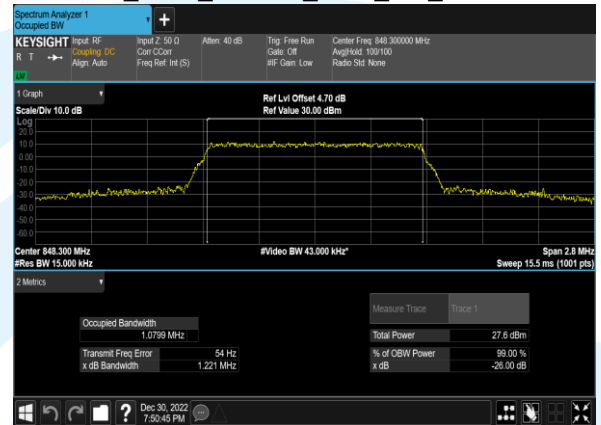 Spectrum Analyzer 1
Occupied BW
+
KEYSIGHT Input: RF Input Z: 50 Ω Atten: 40 dB Trig: Free Run Center Freq: 848.300000 MHz
R T Coupling: DC Corr CCorr Gate: Off Avg|Hold: 100/100
Align: Auto Freq Ref: Int (S) #IF Gain: Low Radio Std: None
LV
1 Graph
Scale/Div 10.0 dB
Ref Lvl Offset 4.70 dB
Ref Value 30.00 dBm
Log
20.0
10.0
0.00
-10.0
-20.0
-30.0
-40.0
-50.0
-60.0
Center 848.300 MHz #Video BW 43.000 kHz* Span 2.8 MHz
#Res BW 15.000 kHz Sweep 15.5 ms (1001 pts)
2 Metrics
Measure Trace Trace 1
Occupied Bandwidth
1.0799 MHz
Total Power 27.6 dBm
Transmit Freq Error 54 Hz % of OBW Power 99.00 %
x dB Bandwidth 1.221 MHz x dB -26.00 dB
?
Dec 30, 2022
7:50:45 PM